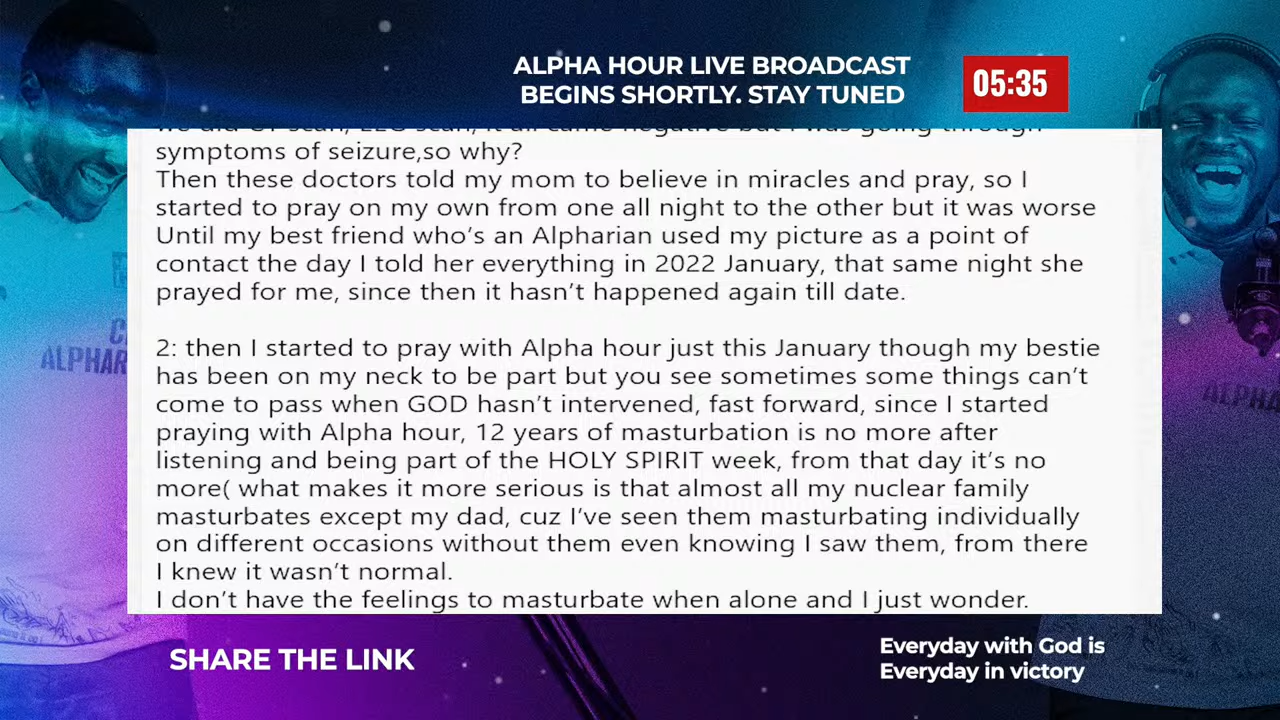 ALPHA HOUR LIVE BROADCAST
BEGINS SHORTLY. STAY TUNED
05:35
symptoms of seizure,so why?
Then these doctors told my mom to believe in miracles and pray, so I
started to pray on my own from one all night to the other but it was worse
Until my best friend who's an Alpharian used my picture as a point of
contact the day I told her everything in 2022 January, that same night she
prayed for me, since then it hasn't happened again till date.
2: then I started to pray with Alpha hour just this January though my bestie
has been on my neck to be part but you see sometimes some things can't
come to pass when GOD hasn't intervened, fast forward, since I started
praying with Alpha hour, 12 years of masturbation is no more after
listening and being part of the HOLY SPIRIT week, from that day it's no
more( what makes it more serious is that almost all my nuclear family
masturbates except my dad, cuz I've seen them masturbating individually
on different occasions without them even knowing I saw them, from there
I knew it wasn't normal.
I don't have the feelings to masturbate when alone and I just wonder.
SHARE THE LINK
Everyday with God is
Everyday in victory